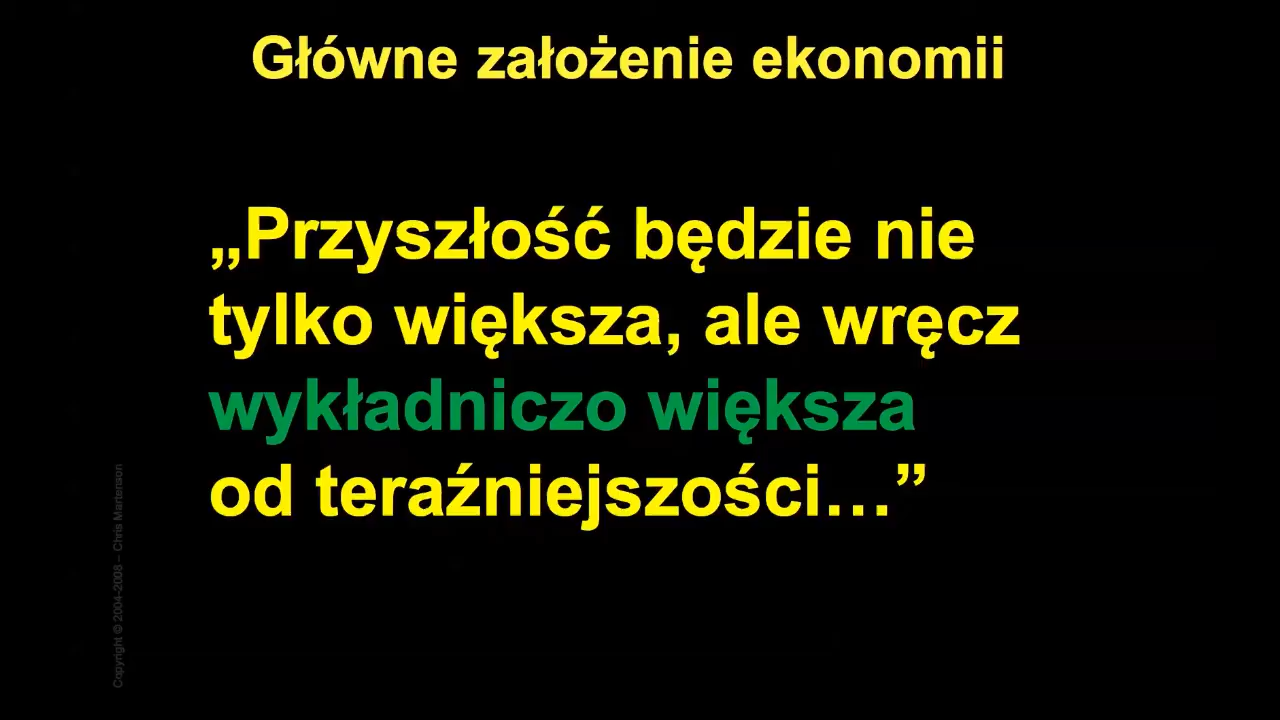 Główne założenie ekonomii
„Przyszłość będzie nie
tylko większa, ale wręcz
wykładniczo większa
od teraźniejszości…”
Copyright © 2004-2008 – Chris Martenson